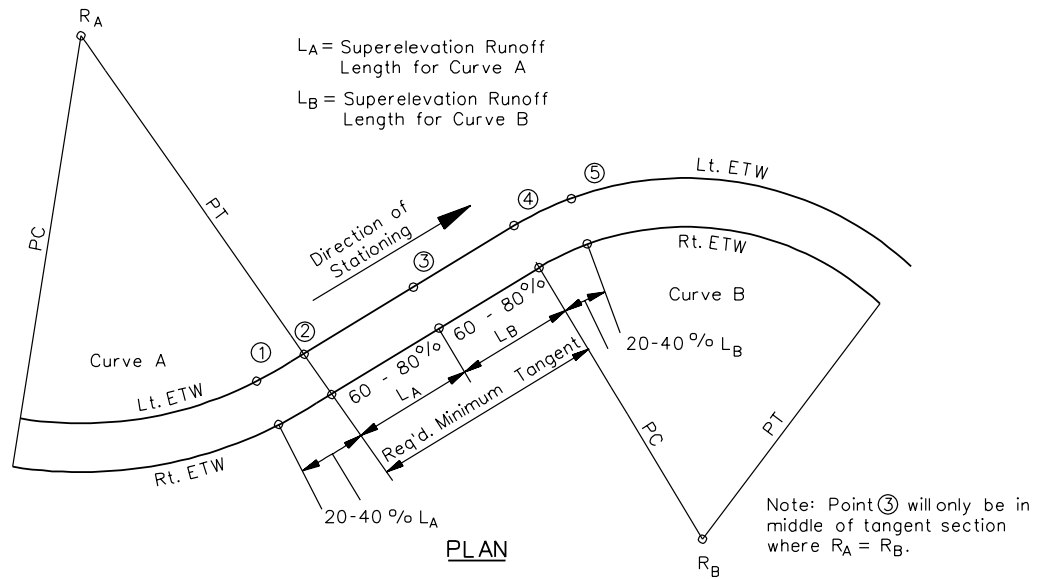 R_A
L_A = Superelevation Runoff
Length for Curve A
L_B = Superelevation Runoff
Length for Curve B
PC
PT
Direction of
Stationing
①
②
③
④
⑤
Lt. ETW
Rt. ETW
Curve A
Lt. ETW
Rt. ETW
Curve B
60 - 80%
L_A
60 - 80%
L_B
Req'd. Minimum Tangent
20-40 % L_A
20-40 % L_B
PC
PT
R_B
Note: Point ③ will only be in
middle of tangent section
where R_A = R_B.
PLAN